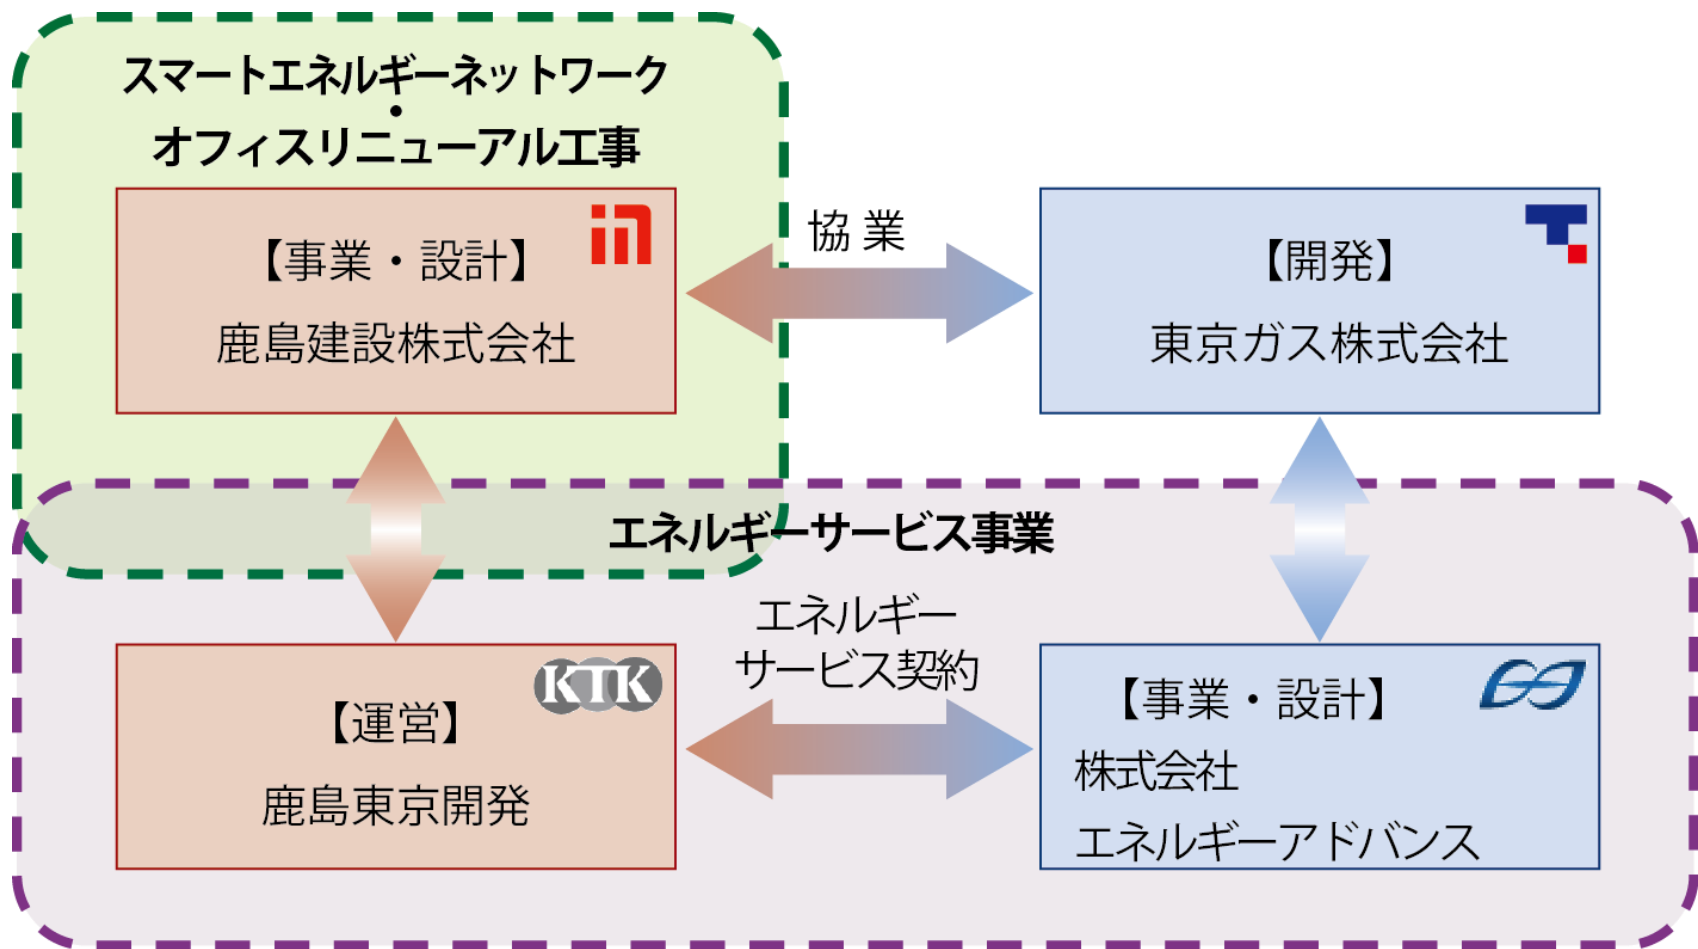 スマートエネルギーネットワーク
・
オフィスリニューアル工事
【事業・設計】
鹿島建設株式会社
協業
【開発】
東京ガス株式会社
エネルギーサービス事業
エネルギー
サービス契約
KTK
【運営】
鹿島東京開発
【事業・設計】
株式会社
エネルギーアドバンス